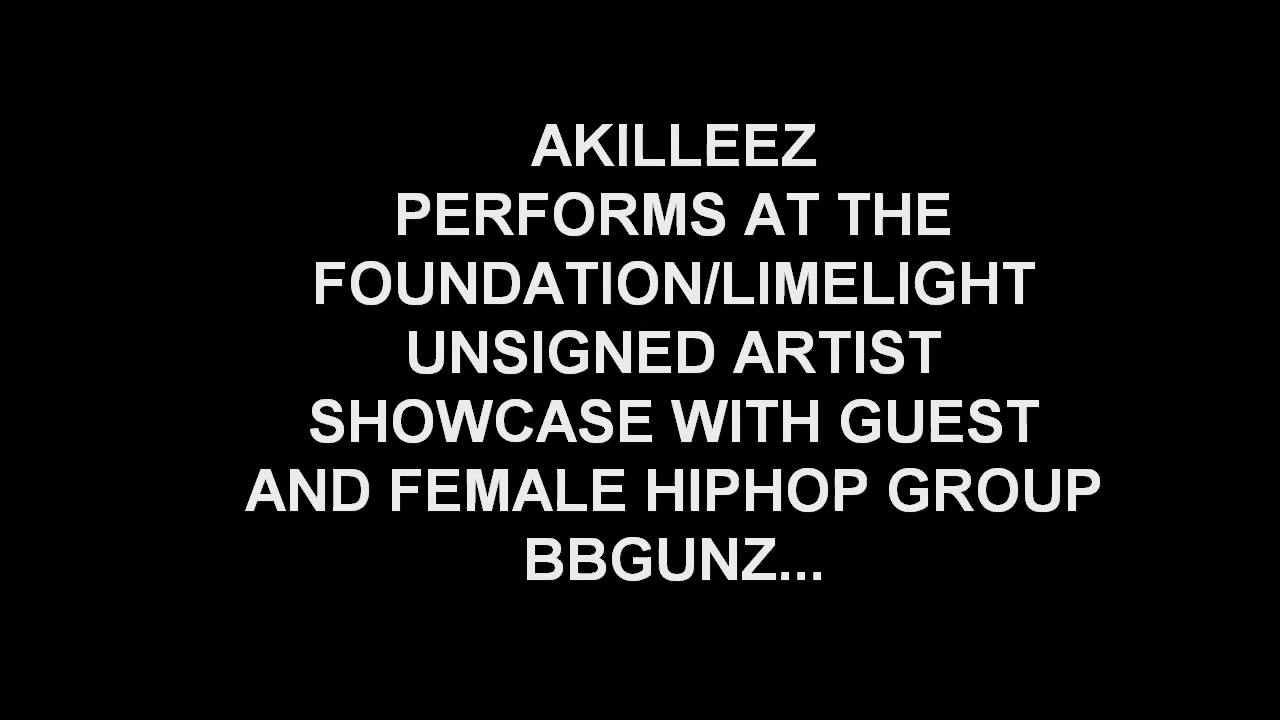 AKILLEEZ
PERFORMS AT THE
FOUNDATION/LIMELIGHT
UNSIGNED ARTIST
SHOWCASE WITH GUEST
AND FEMALE HIPHOP GROUP
BBGUNZ...